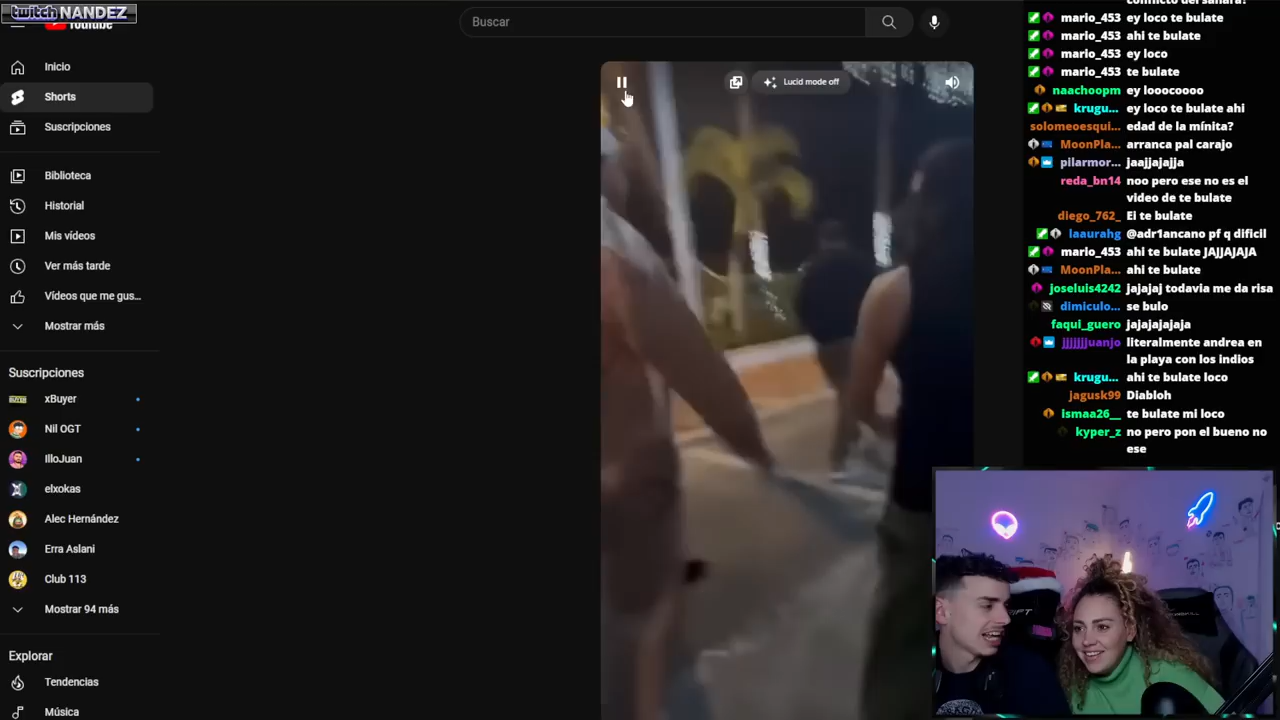 twitch NANDEZ
YouTube
Buscar
Inicio
Shorts
Suscripciones
Biblioteca
Historial
Mis vídeos
Ver más tarde
Vídeos que me gus...
Mostrar más
Suscripciones
xBuyer
Nil OGT
IlloJuan
elxokas
Alec Hernández
Erra Aslani
Club 113
Mostrar 94 más
Explorar
Tendencias
Música
Lucid mode off
conflicto del sahara?
mario_453 ey loco te bulate
mario_453 ahi te bulate
mario_453 ey loco
mario_453 te bulate
naachoopm ey looocoooo
krugu... ey loco te bulate ahi
solomeoesqui... edad de la mínita?
MoonPla... arranca pal carajo
pilarmor... jaajjajajja
reda_bn14 noo pero ese no es el
video de te bulate
diego_762_ El te bulate
laaurahg @adr1ancano pf q dificil
mario_453 ahi te bulate JAJJAJAJA
MoonPla... ahi te bulate
joseluis4242 jajajaj todavia me da risa
dimiculo... se bulo
faqui_guero jajajajajaja
jjjjjjjuanjo literalmente andrea en
la playa con los indios
krugu... ahi te bulate loco
jagusk99 Diabloh
Ismaa26__ te bulate mi loco
kyper_z no pero pon el bueno no
ese